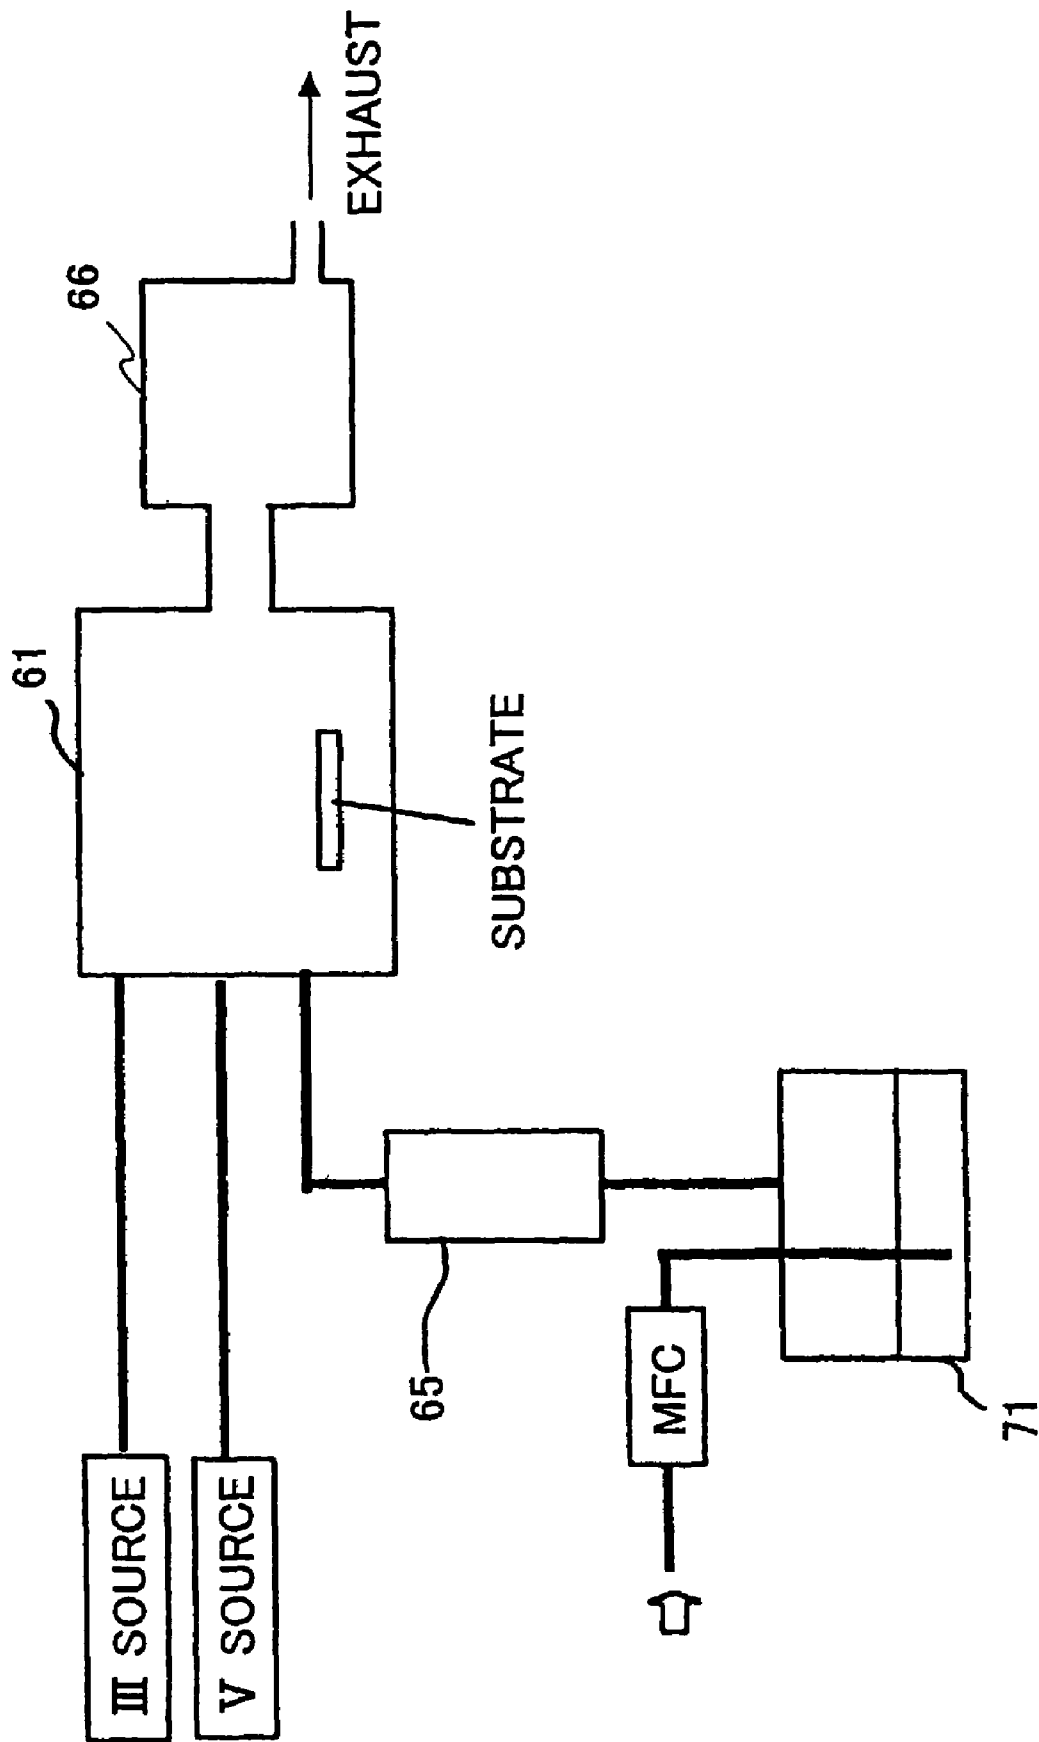 61
66
EXHAUST
SUBSTRATE
III SOURCE
V SOURCE
65
MFC
71